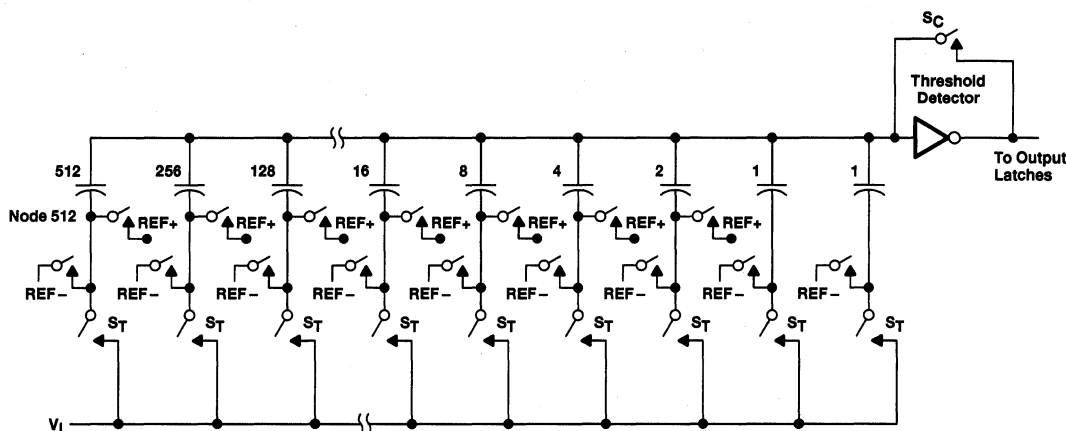 SC
Threshold
Detector
To Output
Latches
512 256 128 16 8 4 2 1 1
Node 512 REF+ REF+ REF+ REF+ REF+ REF+ REF+
REF− REF− REF− REF− REF− REF− REF− REF− REF−
ST ST ST ST ST ST ST ST ST
VI